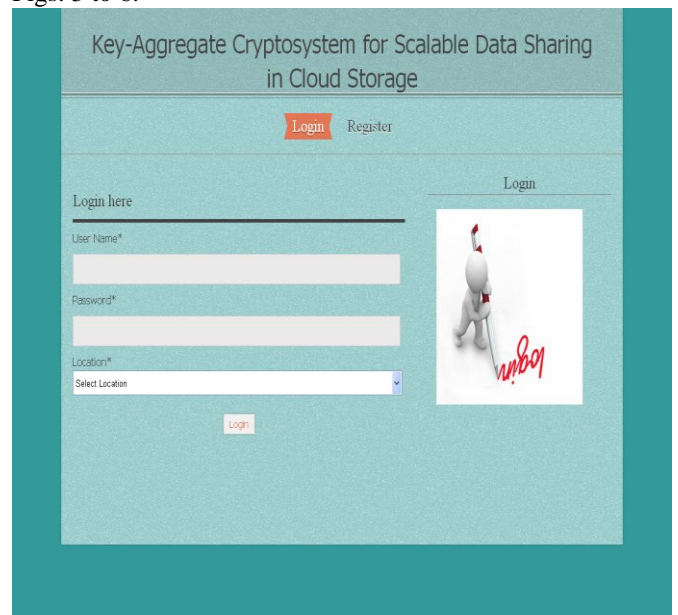 Figs. 5 to 8.
Key-Aggregate Cryptosystem for Scalable Data Sharing
in Cloud Storage
Login Register
Login
Login here
User Name*
Password*
Location*
Select Location
Login
login